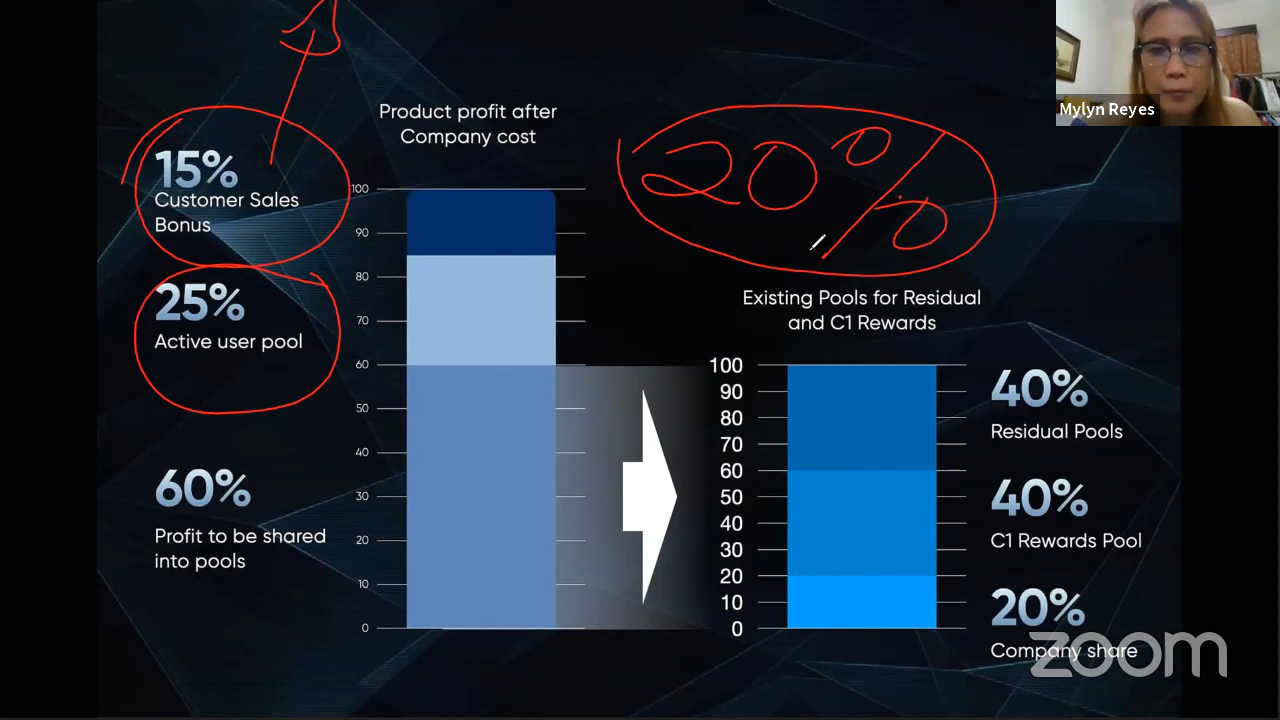 Mylyn Reyes
Product profit after
Company cost
20%
15%
Customer Sales
Bonus
25%
Active user pool
60%
Profit to be shared
into pools
100
90
80
70
60
50
40
30
20
10
0
Existing Pools for Residual
and C1 Rewards
100
90
80
70
60
50
40
30
20
10
0
40%
Residual Pools
40%
C1 Rewards Pool
20%
Company share
zoom